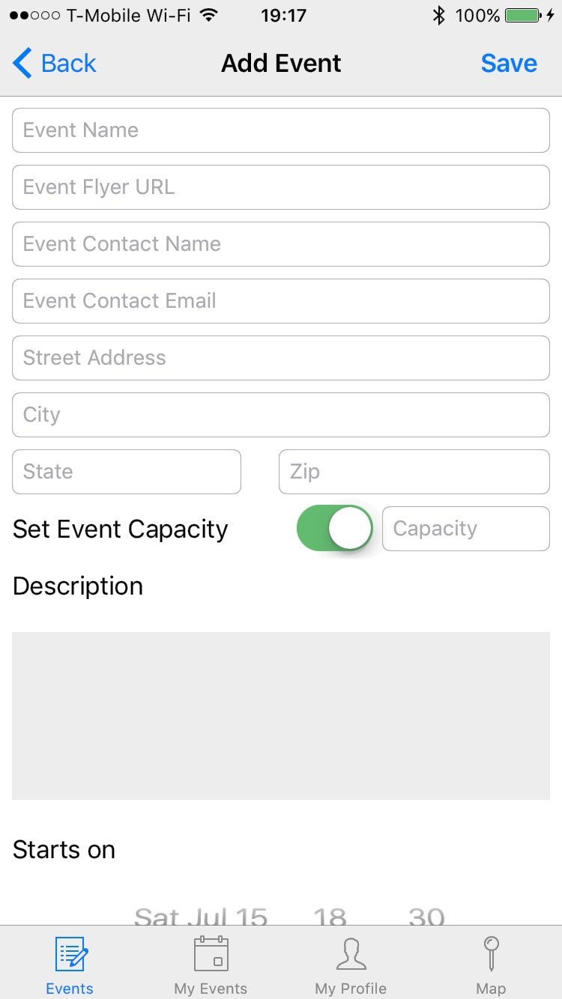 T-Mobile Wi-Fi 19:17 100%
Back Add Event Save
Event Name
Event Flyer URL
Event Contact Name
Event Contact Email
Street Address
City
State Zip
Set Event Capacity Capacity
Description
Starts on
Sat Jul 15 18 30
Events My Events My Profile Map